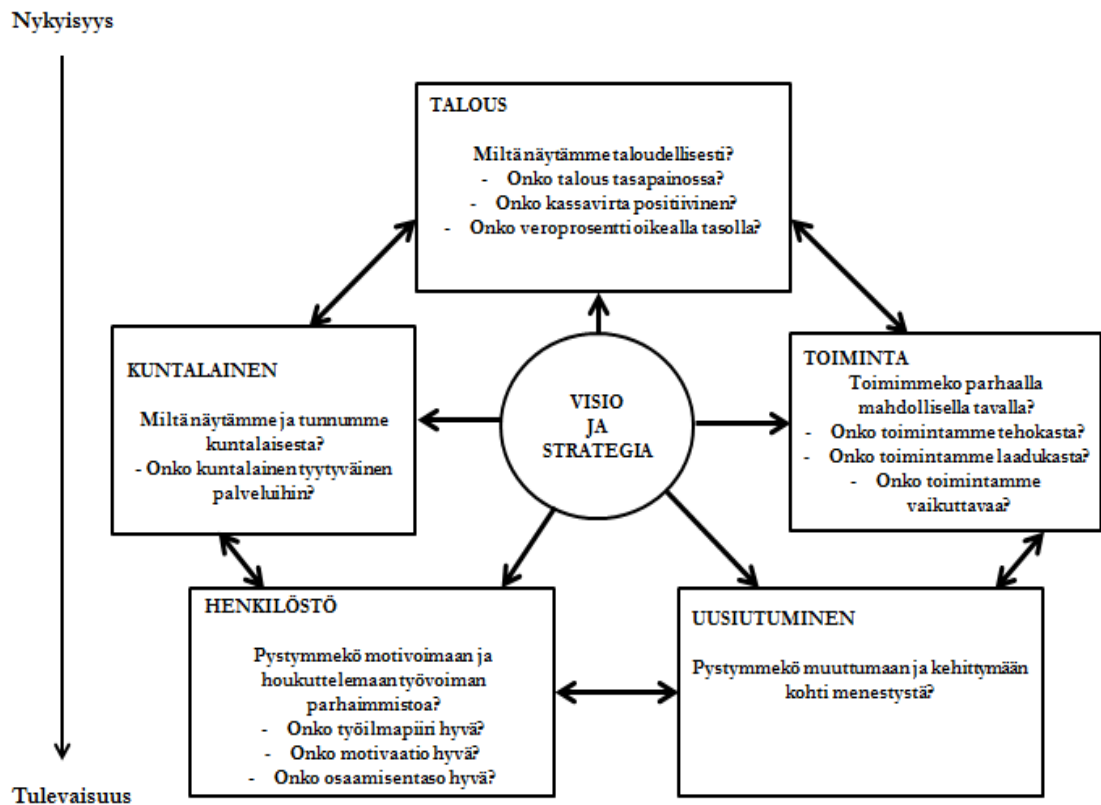 Nykyisyys
TALOUS
Miltä näytämme taloudellisesti?
- Onko talous tasapainossa?
- Onko kassavirta positiivinen?
- Onko veroprosentti oikealla tasolla?
KUNTALAINEN
Miltä näytämme ja tunnumme
kuntalaisesta?
- Onko kuntalainen tyytyväinen
palveluihin?
VISIO
JA
STRATEGIA
TOIMINTA
Toimimmeko parhaalla
mahdollisella tavalla?
- Onko toimintamme tehokasta?
- Onko toimintamme laadukasta?
- Onko toimintamme
vaikuttavaa?
HENKILÖSTÖ
Pystymmekö motivoimaan ja
houkuttelemaan työvoiman
parhaimmistoa?
- Onko työilmapiiri hyvä?
- Onko motivaatio hyvä?
- Onko osaamisentaso hyvä?
UUSIUTUMINEN
Pystymmekö muuttumaan ja kehittymään
kohti menestystä?
Tulevaisuus